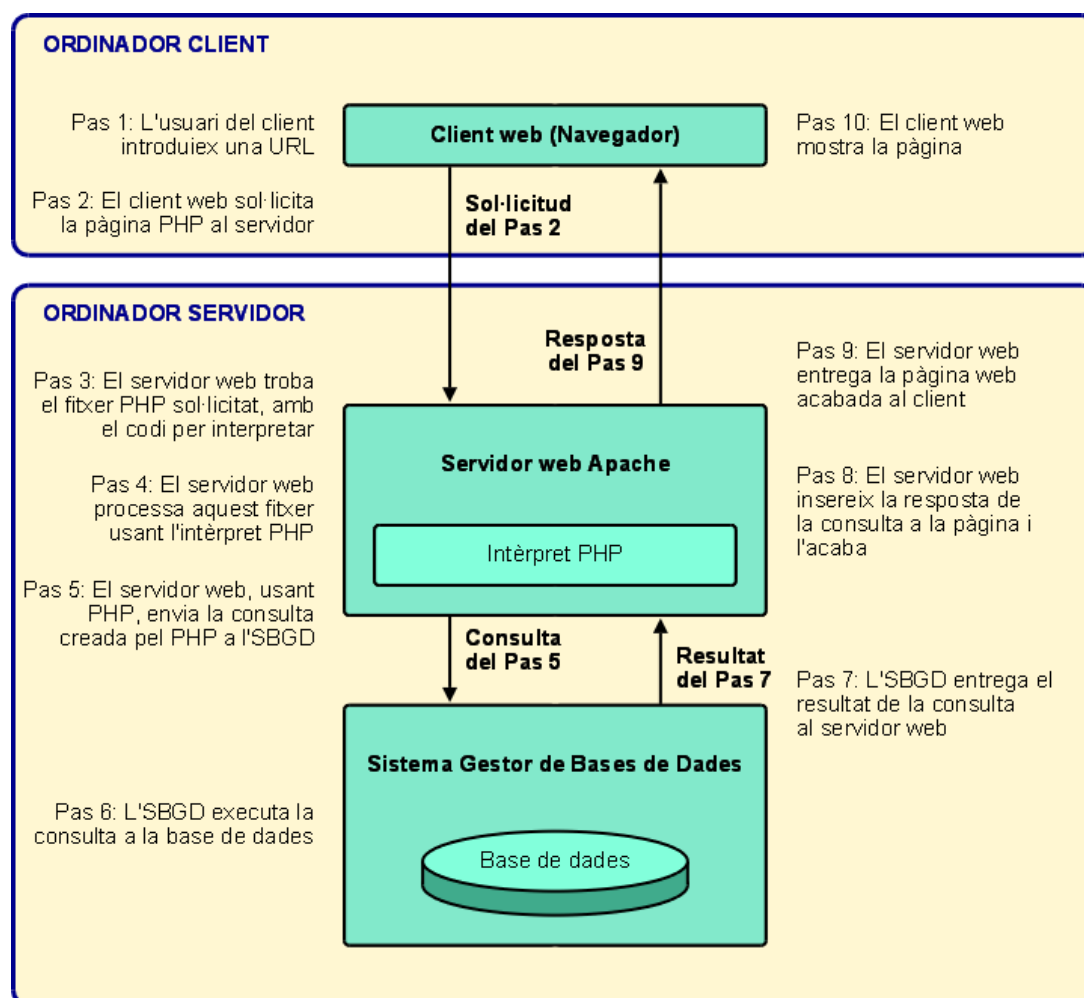 ORDINADOR CLIENT
Pas 1: L'usuari del client
introduiex una URL
Pas 2: El client web sol·licita
la pàgina PHP al servidor
Client web (Navegador)
Sol·licitud
del Pas 2
Pas 10: El client web
mostra la pàgina
ORDINADOR SERVIDOR
Pas 3: El servidor web troba
el fitxer PHP sol·licitat, amb
el codi per interpretar
Pas 4: El servidor web
processa aquest fitxer
usant l'intèrpret PHP
Pas 5: El servidor web, usant
PHP, envia la consulta
creada pel PHP a l'SBGD
Resposta
del Pas 9
Servidor web Apache
Intèrpret PHP
Pas 9: El servidor web
entrega la pàgina web
acabada al client
Pas 8: El servidor web
insereix la resposta de
la consulta a la pàgina i
l'acaba
Consulta
del Pas 5
Resultat
del Pas 7
Pas 7: L'SBGD entrega el
resultat de la consulta
al servidor web
Sistema Gestor de Bases de Dades
Pas 6: L'SBGD executa la
consulta a la base de dades
Base de dades